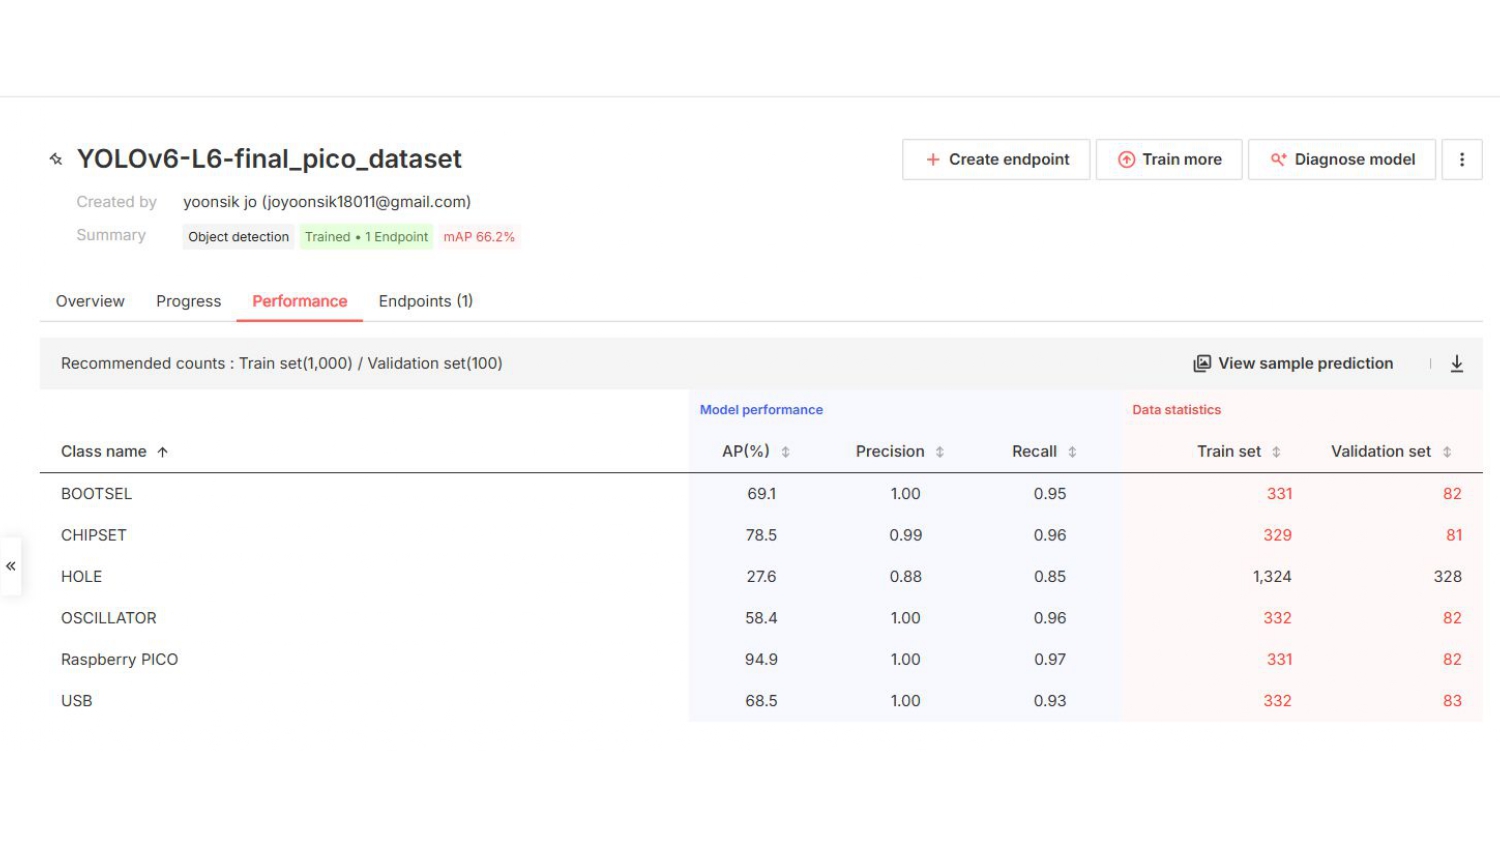 YOLOv6-L6-final_pico_dataset
Create endpoint
Train more
Diagnose model
Created by yoonsik jo (joyoonsik18011@gmail.com)
Summary Object detection Trained • 1 Endpoint mAP 66.2%
Overview Progress Performance Endpoints (1)
Recommended counts : Train set(1,000) / Validation set(100)
View sample prediction
Model performance Data statistics
Class name ↑ AP(%) Precision Recall Train set Validation set
BOOTSEL 69.1 1.00 0.95 331 82
CHIPSET 78.5 0.99 0.96 329 81
HOLE 27.6 0.88 0.85 1,324 328
OSCILLATOR 58.4 1.00 0.96 332 82
Raspberry PICO 94.9 1.00 0.97 331 82
USB 68.5 1.00 0.93 332 83